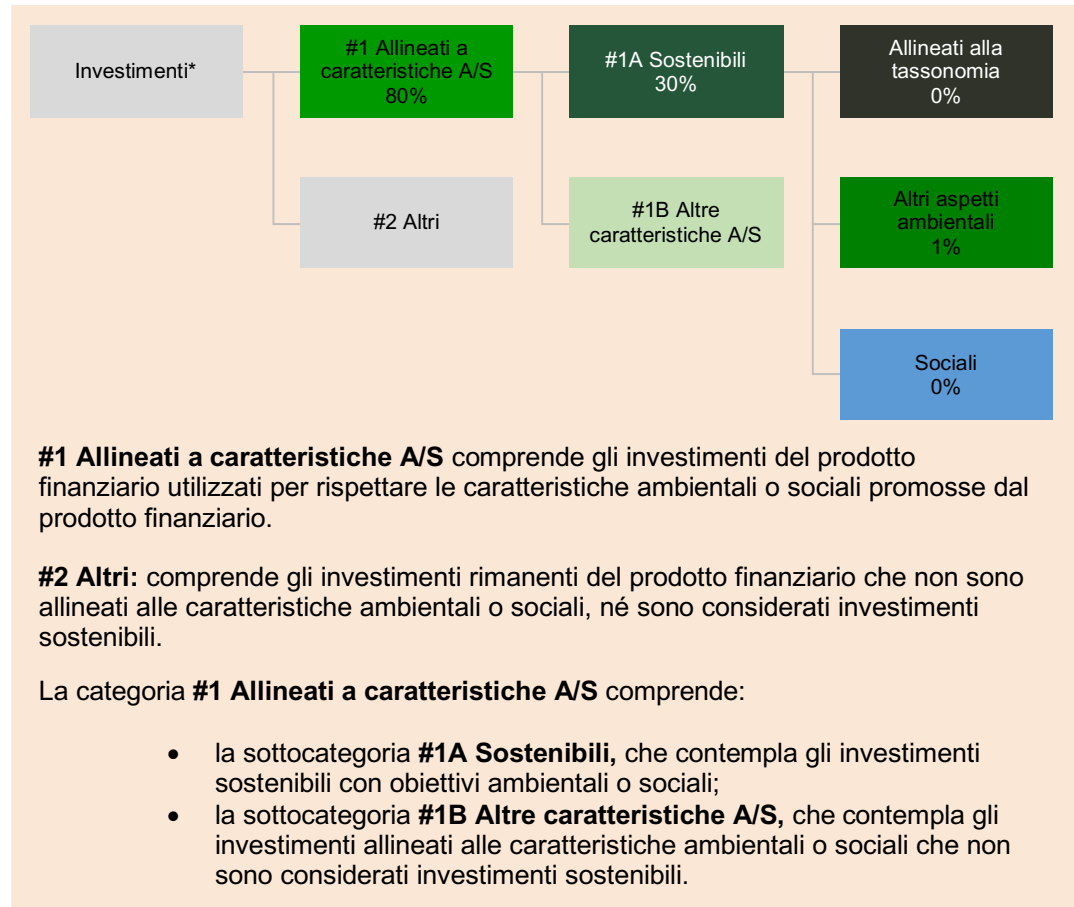 Investimenti*
#1 Allineati a
caratteristiche A/S
80%
#1A Sostenibili
30%
Allineati alla
tassonomia
0%
#2 Altri
#1B Altre
caratteristiche A/S
Altri aspetti
ambientali
1%
Sociali
0%
#1 Allineati a caratteristiche A/S comprende gli investimenti del prodotto
finanziario utilizzati per rispettare le caratteristiche ambientali o sociali promosse dal
prodotto finanziario.
#2 Altri: comprende gli investimenti rimanenti del prodotto finanziario che non sono
allineati alle caratteristiche ambientali o sociali, né sono considerati investimenti
sostenibili.
La categoria #1 Allineati a caratteristiche A/S comprende:
• la sottocategoria #1A Sostenibili, che contempla gli investimenti
sostenibili con obiettivi ambientali o sociali;
• la sottocategoria #1B Altre caratteristiche A/S, che contempla gli
investimenti allineati alle caratteristiche ambientali o sociali che non
sono considerati investimenti sostenibili.